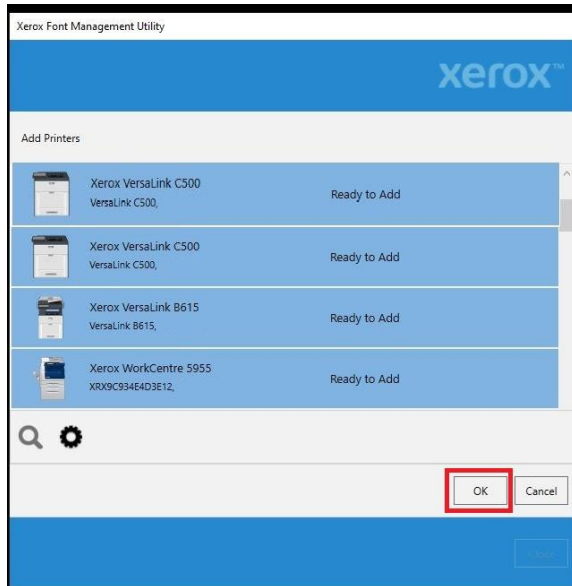 Xerox Font Management Utility
xerox™
Add Printers
Xerox VersaLink C500
VersaLink C500,
Ready to Add
Xerox VersaLink C500
VersaLink C500,
Ready to Add
Xerox VersaLink B615
VersaLink B615,
Ready to Add
Xerox WorkCentre 5955
XRX9C934E4D3E12,
Ready to Add
OK
Cancel
Close